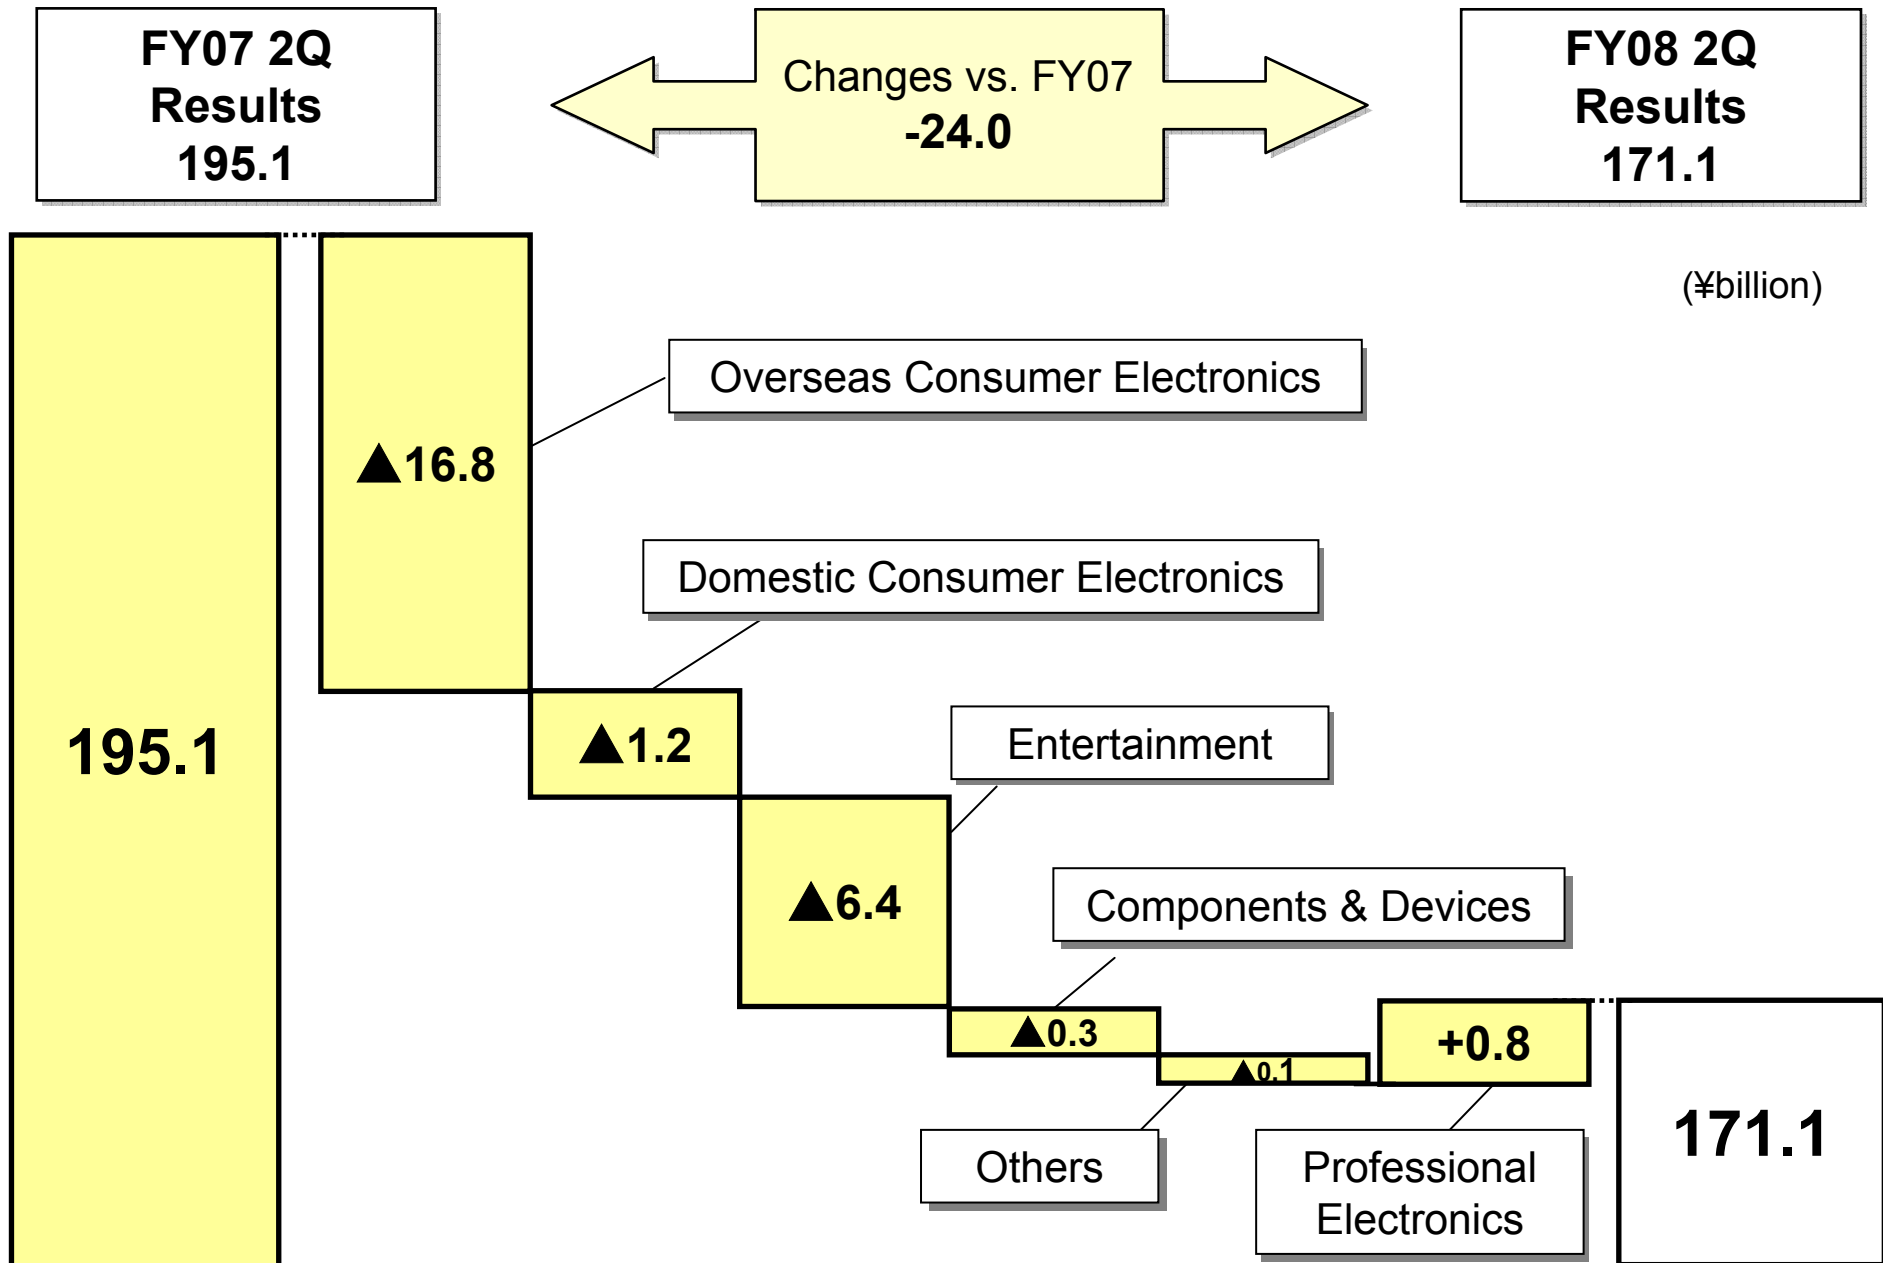 FY07 2Q
Results
195.1
Changes vs. FY07
-24.0
FY08 2Q
Results
171.1
(¥billion)
Overseas Consumer Electronics
▲16.8
Domestic Consumer Electronics
▲1.2
195.1
Entertainment
▲6.4
Components & Devices
▲0.3
▲0.1
+0.8
171.1
Others
Professional
Electronics